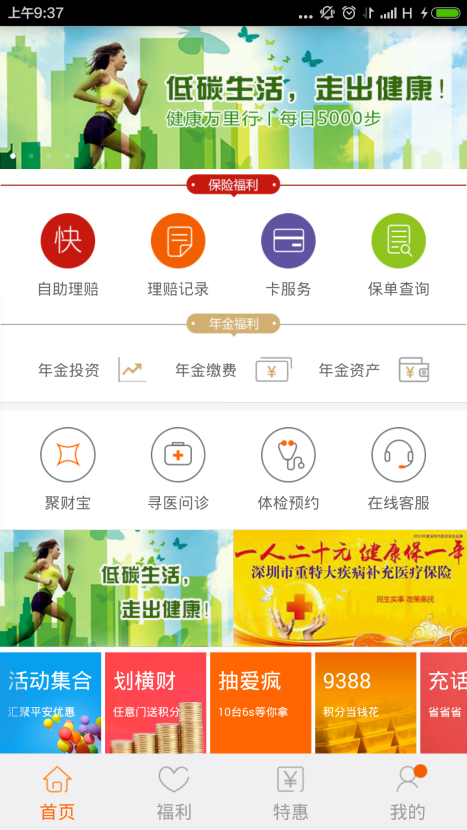 上午9:37
H
低碳生活，走出健康！
健康万里行 | 每日5000步
保险福利
快
自助理赔 理赔记录 卡服务 保单查询
年金福利
年金投资 年金缴费 ¥ 年金资产 ¥
聚财宝 寻医问诊 体检预约 在线客服
低碳生活，
走出健康！
一人二十元 健康保一年
深圳市重特大疾病补充医疗保险
民生实事 政策惠民
活动集合 划横财 抽爱疯 9388 充话
汇聚平安优惠 任意门送积分 10台6s等你拿 积分当钱花 省省省
¥
首页 福利 特惠 我的